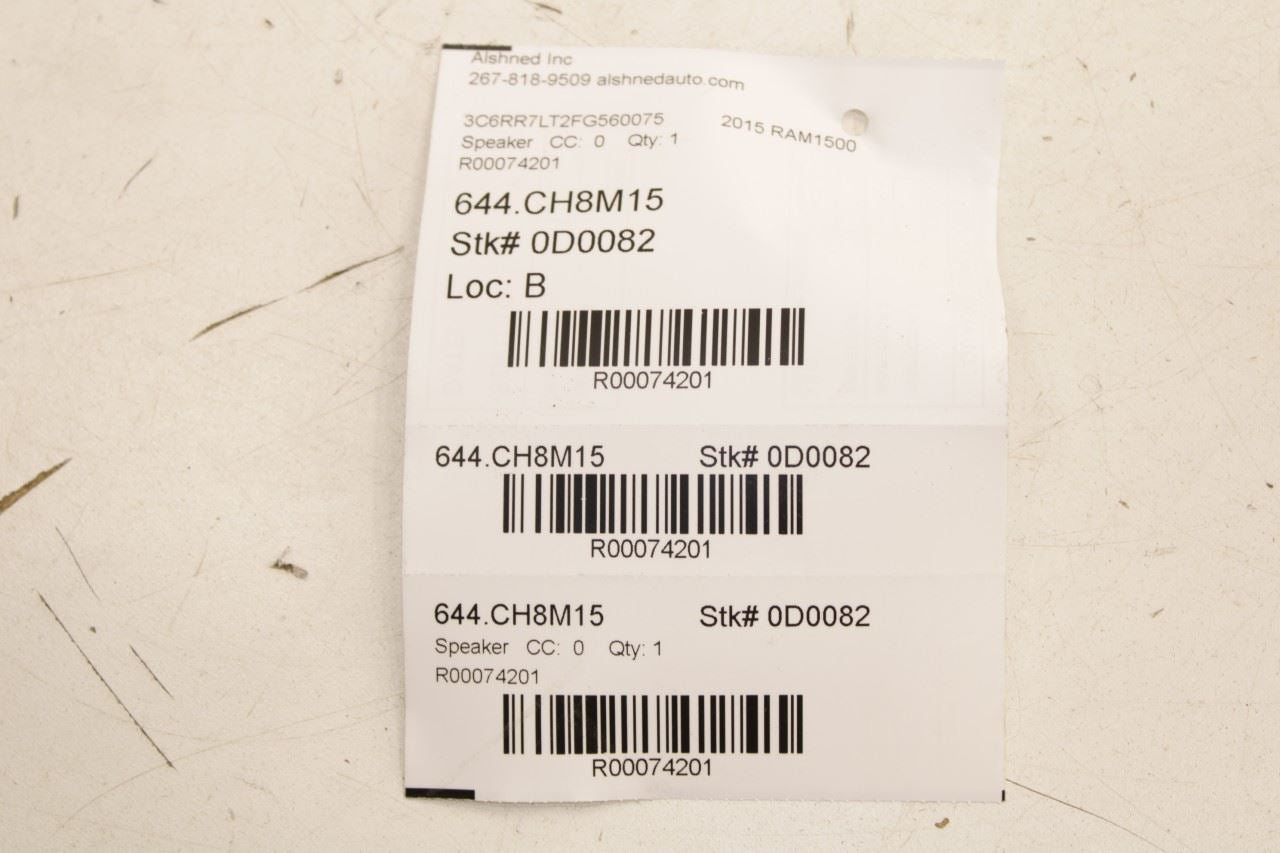 Alshned Inc
267-818-9509 alshnedauto.com
3C6RR7LT2FG560075 2015 RAM1500
Speaker CC: 0 Qty: 1
R00074201
644.CH8M15
Stk# 0D0082
Loc: B
R00074201
644.CH8M15 Stk# 0D0082
R00074201
644.CH8M15 Stk# 0D0082
Speaker CC: 0 Qty: 1
R00074201
R00074201